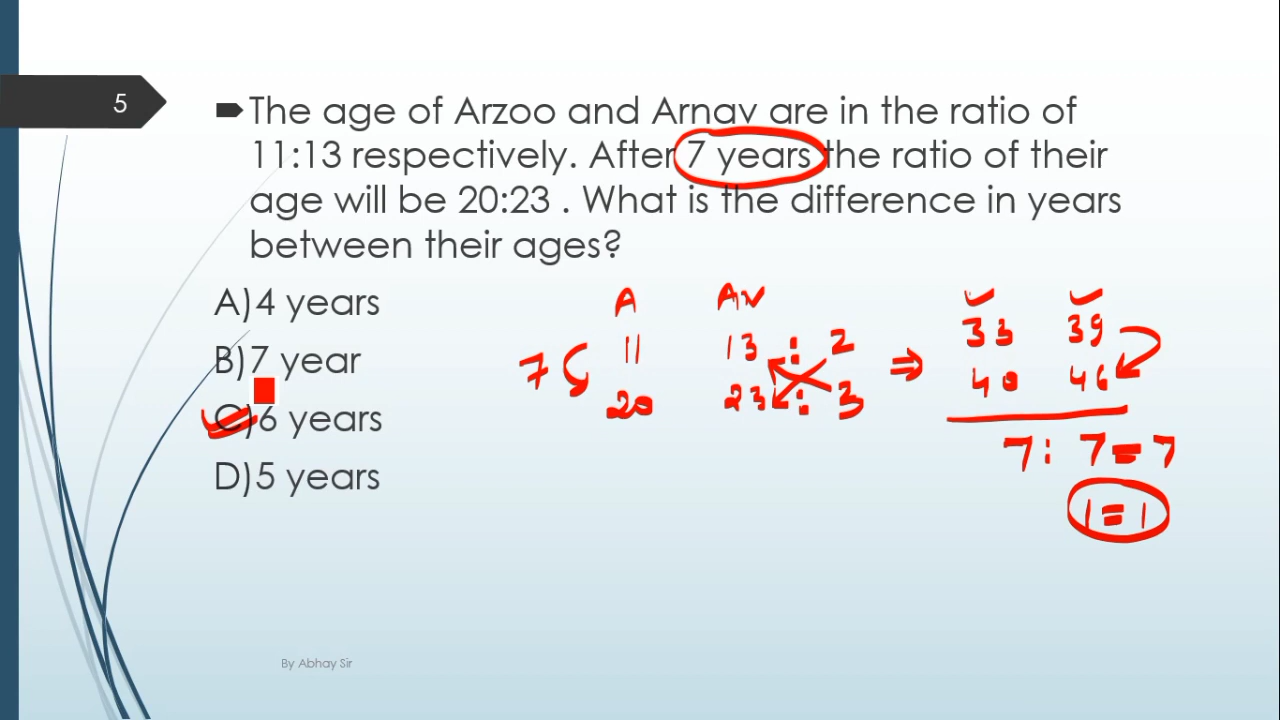 5
The age of Arzoo and Arnav are in the ratio of
11:13 respectively. After 7 years the ratio of their
age will be 20:23 . What is the difference in years
between their ages?
A)4 years
B)7 year
C)6 years
D)5 years
A AV
7 11 13 : 2 ⇒ 33 39
20 23 : 3 40 46
7 : 7 = 7
1 = 1
By Abhay Sir